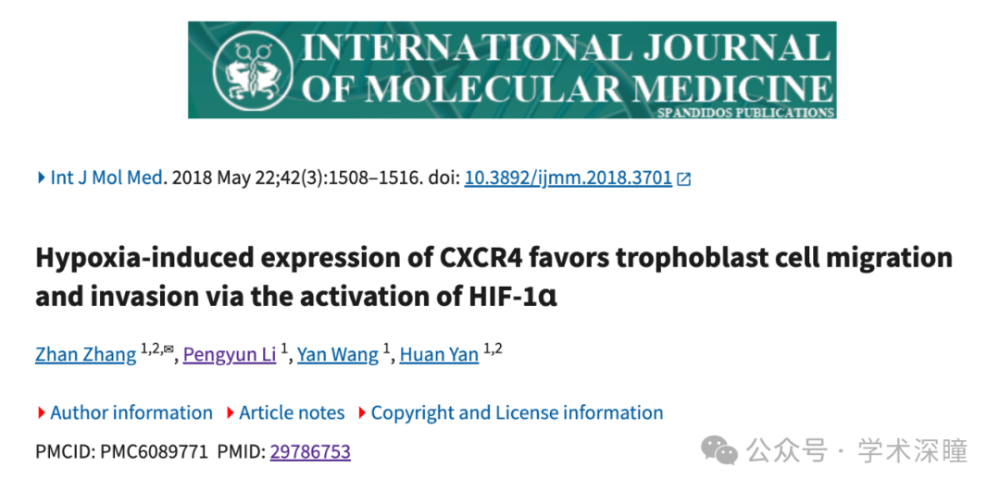 INTERNATIONAL JOURNAL
OF MOLECULAR MEDICINE
SPANDIDOS PUBLICATIONS
Int J Mol Med. 2018 May 22;42(3):1508–1516. doi: 10.3892/ijmm.2018.3701
Hypoxia-induced expression of CXCR4 favors trophoblast cell migration
and invasion via the activation of HIF-1α
Zhan Zhang 1,2,✉, Pengyun Li 1, Yan Wang 1, Huan Yan 1,2
Author information Article notes Copyright and License information
PMCID: PMC6089771 PMID: 29786753
公众号 · 学术深瞳